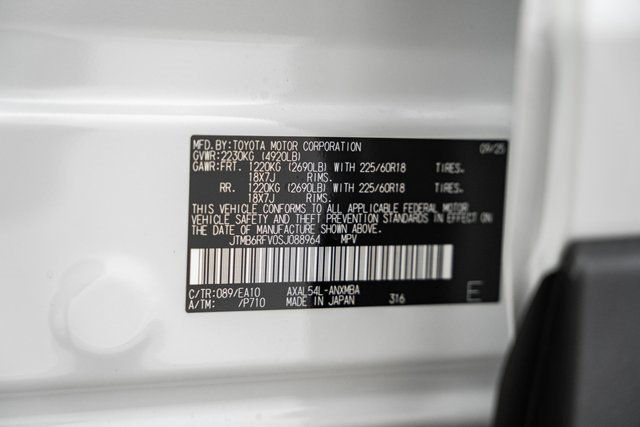 MFD.BY:TOYOTA MOTOR CORPORATION 09/25
GVWR:2230KG (4920LB)
GAWR:FRT. 1220KG (2690LB) WITH 225/60R18 TIRES,
18X7J RIMS.
RR. 1220KG (2690LB) WITH 225/60R18 TIRES,
18X7J RIMS.
THIS VEHICLE CONFORMS TO ALL APPLICABLE FEDERAL MOTOR
VEHICLE SAFETY AND THEFT PREVENTION STANDARDS IN EFFECT ON
THE DATE OF MANUFACTURE SHOWN ABOVE.
JTMB6RFV0SJ088964 MPV
C/TR:089/EA10 AXAL54L-ANXMBA
A/TM: /P710 MADE IN JAPAN 316 E